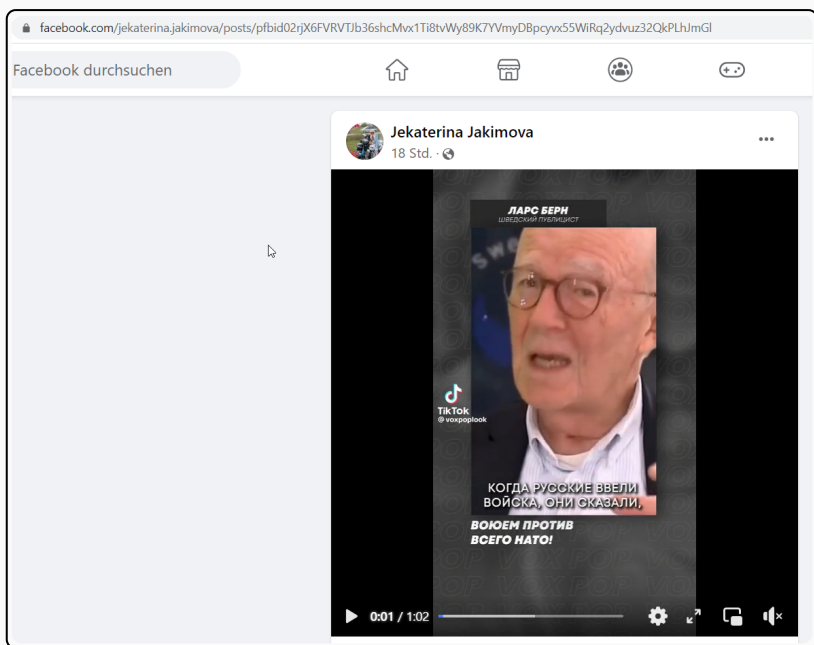 facebook.com/jekaterina.jakimova/posts/pfbid02rjX6FVRVTJb36shcMvx1Ti8tvWy89K7YVmyDBpcyvx55WiRq2ydvuz32QkPLhJmGl
Facebook durchsuchen
Jekaterina Jakimova
18 Std. ·
ЛАРС БЕРН
ШВЕДСКИЙ ПУБЛИЦИСТ
TikTok
@voxpoplook
КОГДА РУССКИЕ ВВЕЛИ
ВОЙСКА, ОНИ СКАЗАЛИ,
ВОЮЕМ ПРОТИВ
ВСЕГО НАТО!
0:01 / 1:02